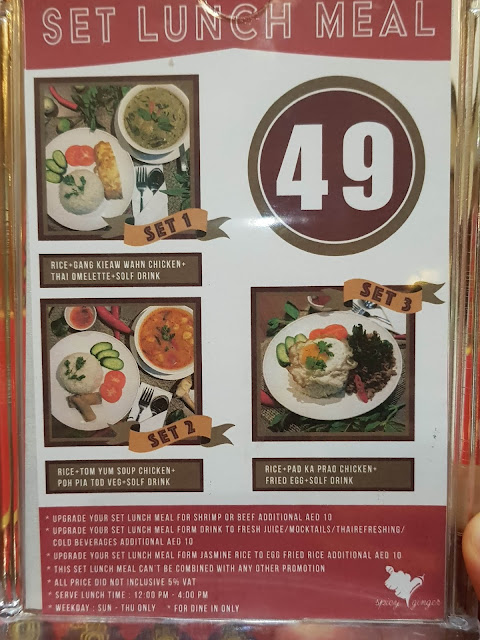 SET LUNCH MEAL
49
SET 1
RICE+GANG KIEAW WAHN CHICKEN+
THAI OMELETTE+SOLF DRINK
SET 3
SET 2
RICE+TOM YUM SOUP CHICKEN+
POH PIA TOD VEG+SOLF DRINK
RICE+PAD KA PRAO CHICKEN+
FRIED EGG+SOLF DRINK
* UPGRADE YOUR SET LUNCH MEAL FOR SHRIMP OR BEEF ADDITIONAL AED 10
* UPGRADE YOUR SET LUNCH MEAL FORM DRINK TO FRESH JUICE/MOCKTAILS/THAIREFRESHING/
COLD BEVERAGES ADDITIONAL AED 10
* UPGRADE YOUR SET LUNCH MEAL FORM JASMINE RICE TO EGG FRIED RICE ADDITIONAL AED 10
* THIS SET LUNCH MEAL CAN'T BE COMBINED WITH ANY OTHER PROMOTION
* ALL PRICE DID NOT INCLUSIVE 5% VAT
* SERVE LUNCH TIME : 12:00 PM - 4:00 PM
* WEEKDAY : SUN - THU ONLY * FOR DINE IN ONLY
spicy ginger